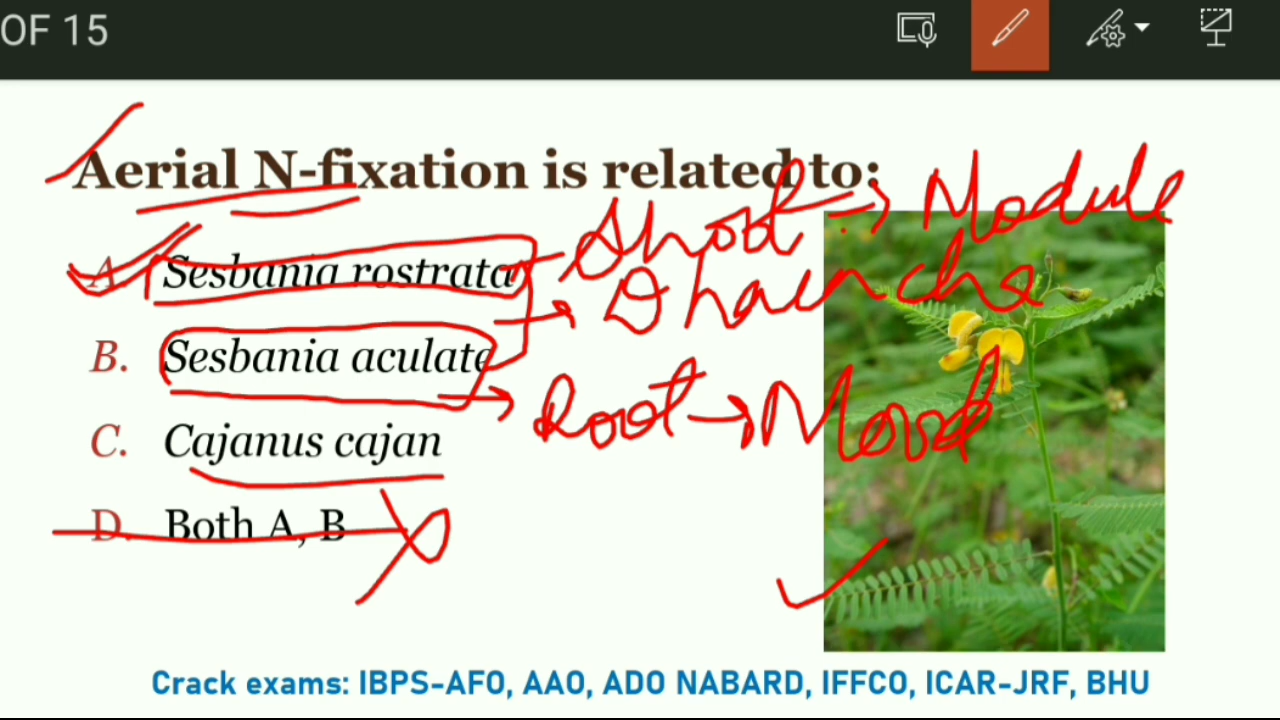 OF 15
Aerial N-fixation is related to:
A. Sesbania rostrata
Shoot → Nodule
Dhaincha
B. Sesbania aculate
Root →
C. Cajanus cajan
D. Both A, B
Crack exams: IBPS-AFO, AAO, ADO NABARD, IFFCO, ICAR-JRF, BHU